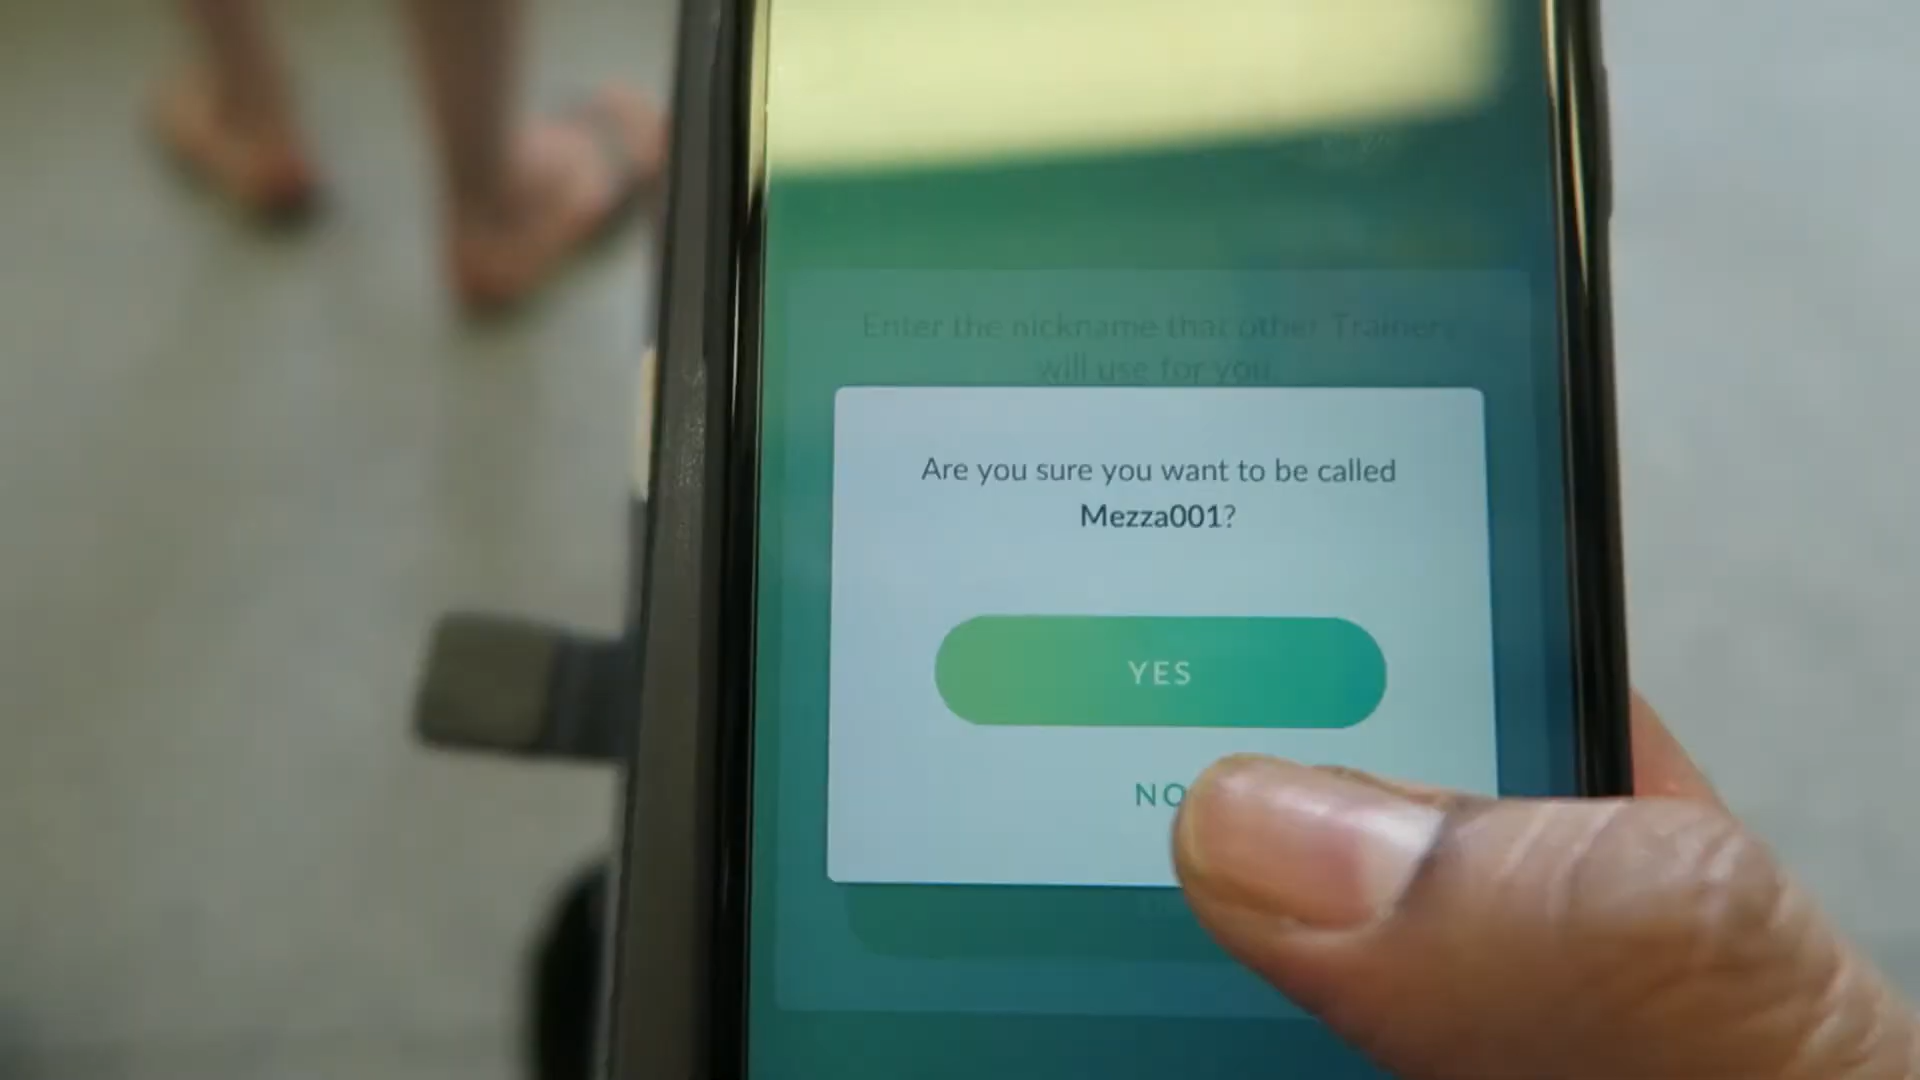 Enter the nickname that other Trainers
will use for you
Are you sure you want to be called
Mezza001?
YES
NO